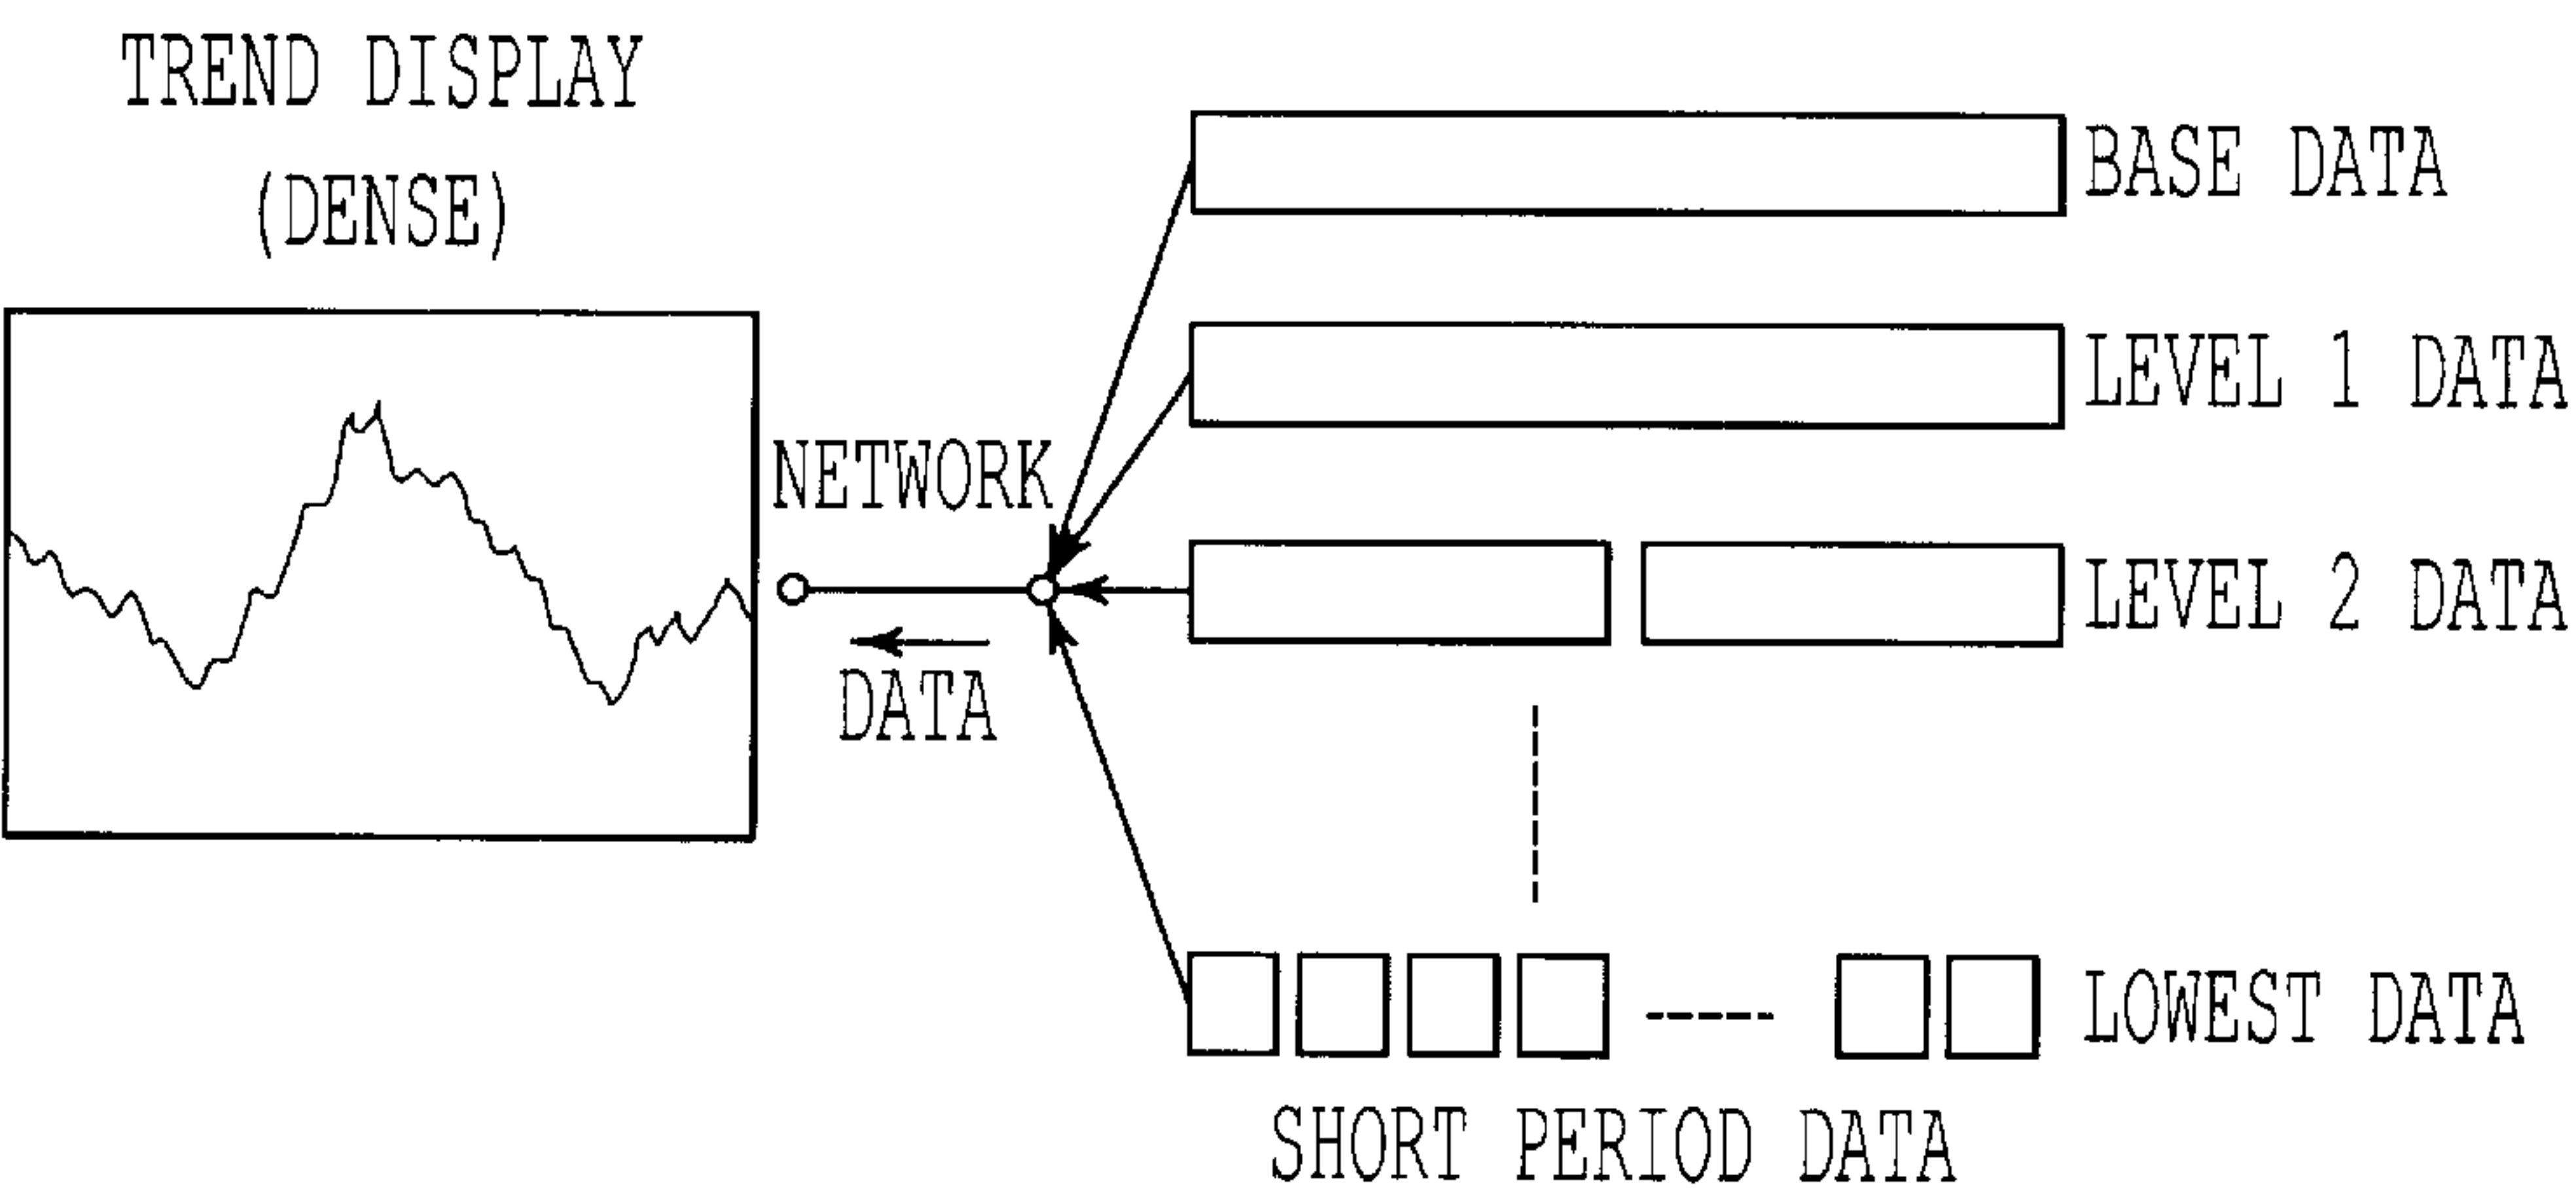 TREND DISPLAY
(DENSE)
BASE DATA
LEVEL 1 DATA
NETWORK
LEVEL 2 DATA
DATA
LOWEST DATA
SHORT PERIOD DATA